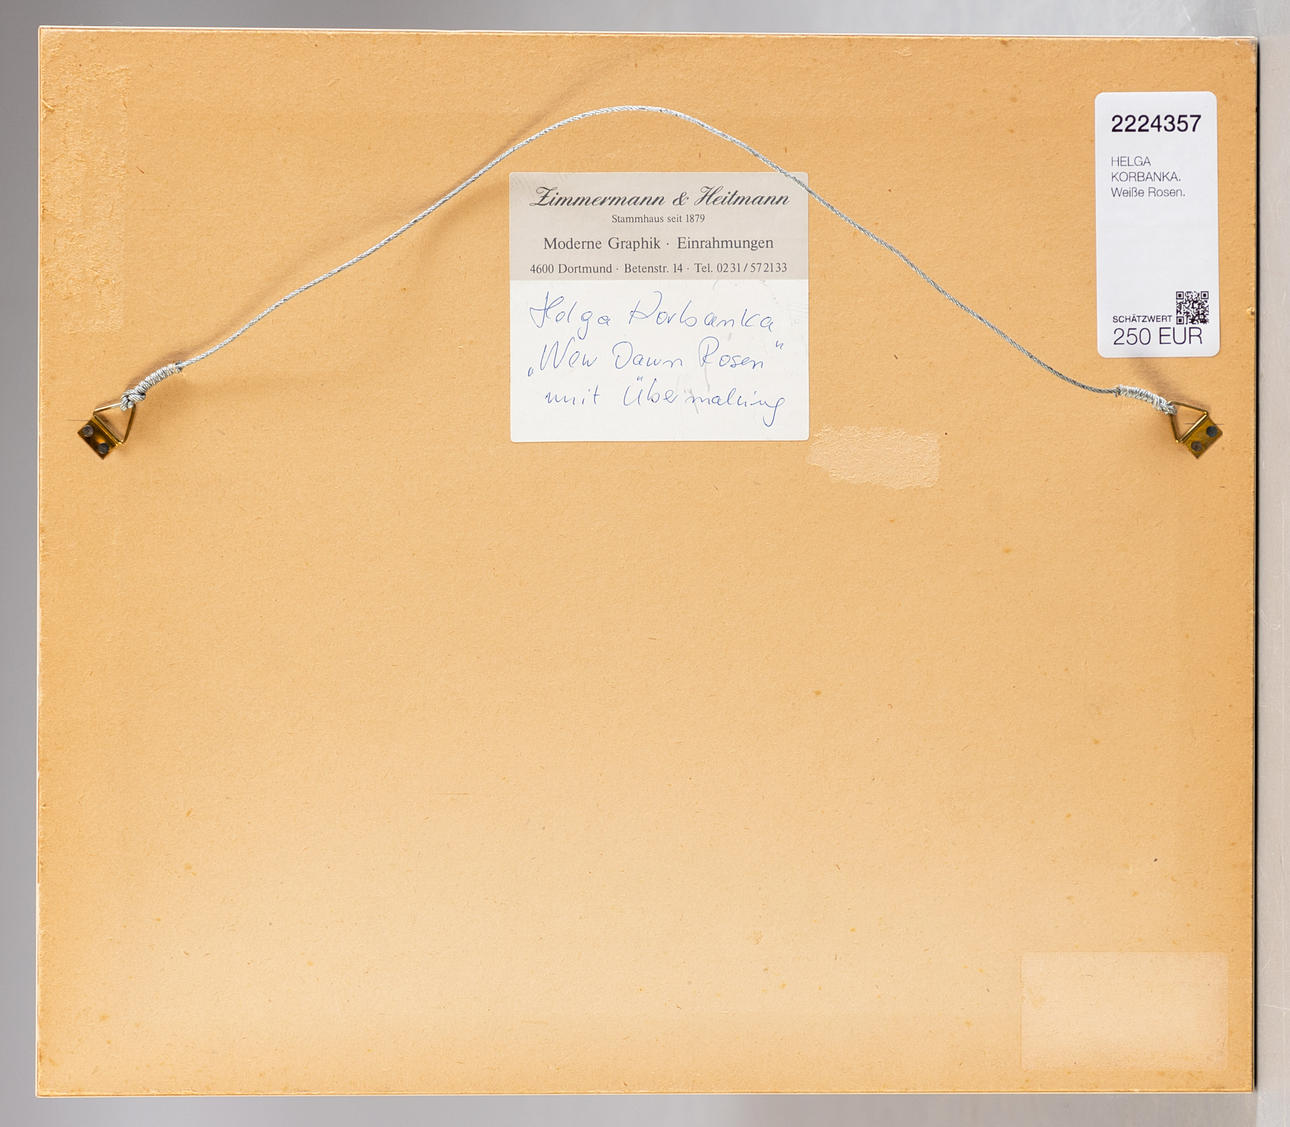 Zimmermann & Heitmann
Stammhaus seit 1879
Moderne Graphik · Einrahmungen
4600 Dortmund · Betenstr. 14 · Tel. 0231/572133
Helga Korbanka
„New Dawn Rosen“
mit Übermalung
2224357
HELGA
KORBANKA.
Weiße Rosen.
SCHÄTZWERT
250 EUR